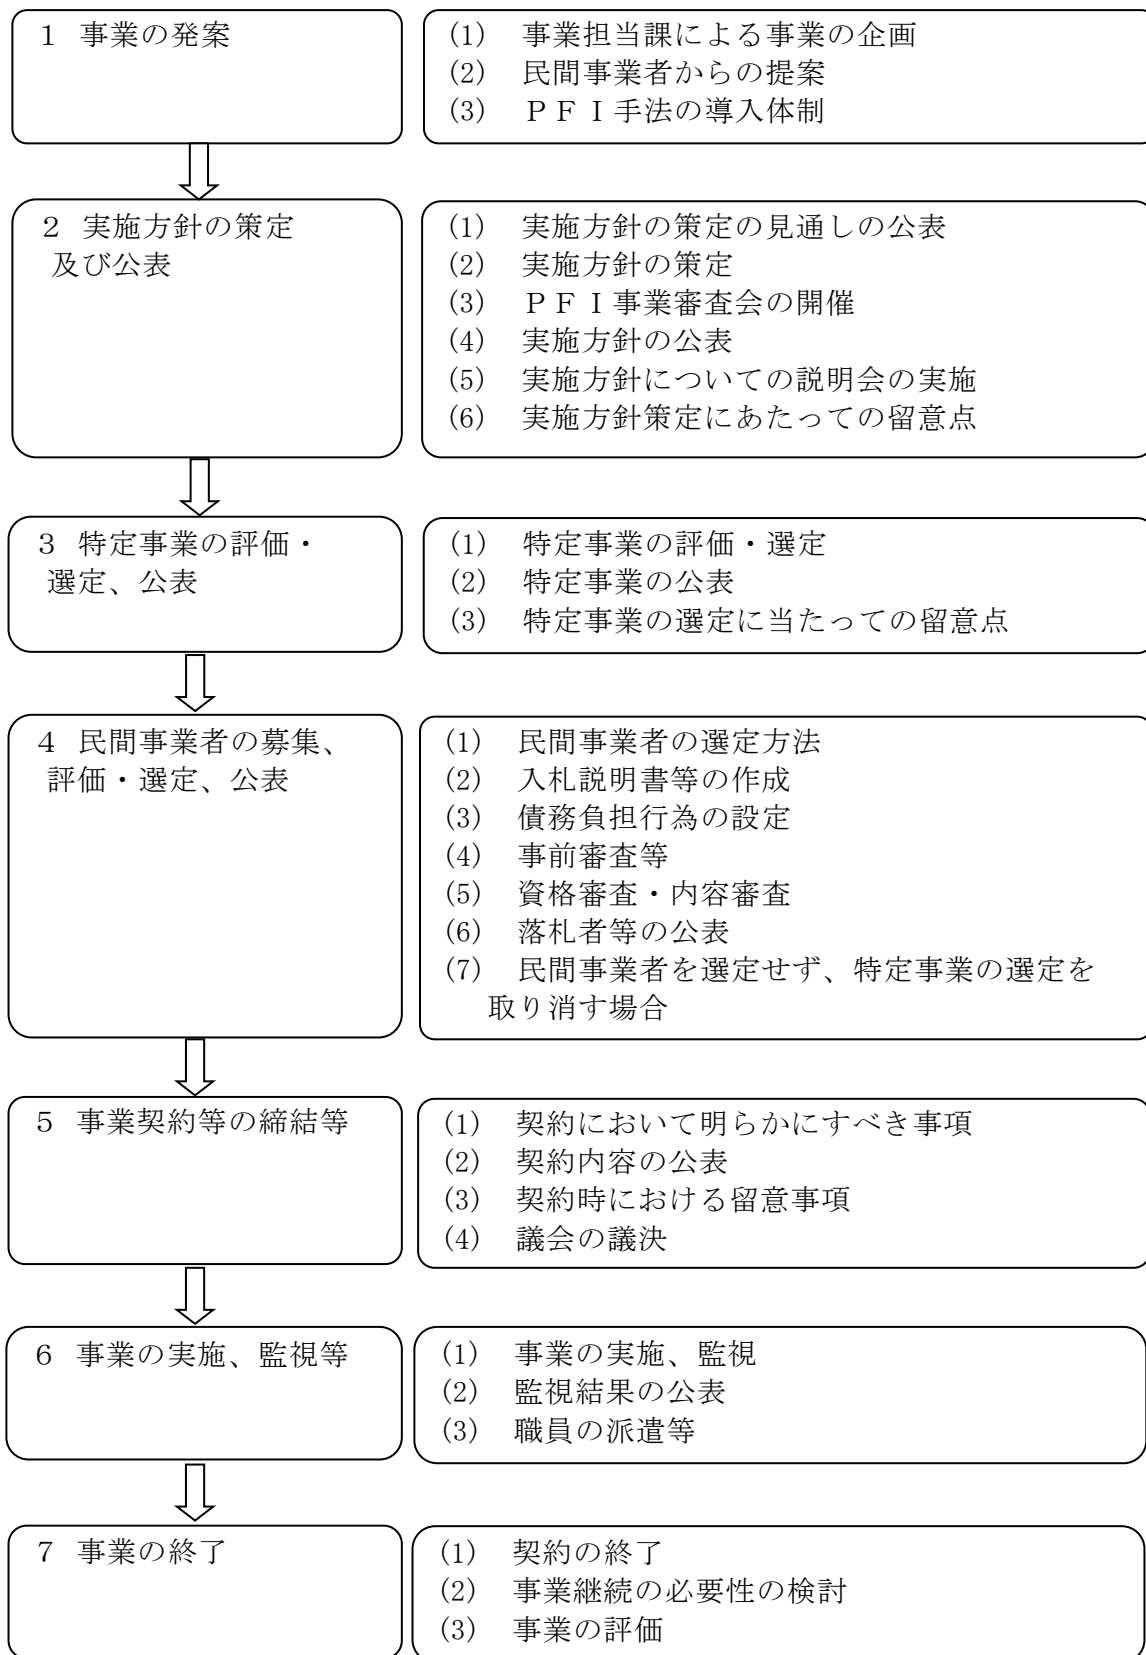 １ 事業の発案
(1) 事業担当課による事業の企画
(2) 民間事業者からの提案
(3) ＰＦＩ手法の導入体制
２ 実施方針の策定
及び公表
(1) 実施方針の策定の見通しの公表
(2) 実施方針の策定
(3) ＰＦＩ事業審査会の開催
(4) 実施方針の公表
(5) 実施方針についての説明会の実施
(6) 実施方針策定にあたっての留意点
３ 特定事業の評価・
選定、公表
(1) 特定事業の評価・選定
(2) 特定事業の公表
(3) 特定事業の選定に当たっての留意点
４ 民間事業者の募集、
評価・選定、公表
(1) 民間事業者の選定方法
(2) 入札説明書等の作成
(3) 債務負担行為の設定
(4) 事前審査等
(5) 資格審査・内容審査
(6) 落札者等の公表
(7) 民間事業者を選定せず、特定事業の選定を
取り消す場合
５ 事業契約等の締結等
(1) 契約において明らかにすべき事項
(2) 契約内容の公表
(3) 契約時における留意事項
(4) 議会の議決
６ 事業の実施、監視等
(1) 事業の実施、監視
(2) 監視結果の公表
(3) 職員の派遣等
７ 事業の終了
(1) 契約の終了
(2) 事業継続の必要性の検討
(3) 事業の評価